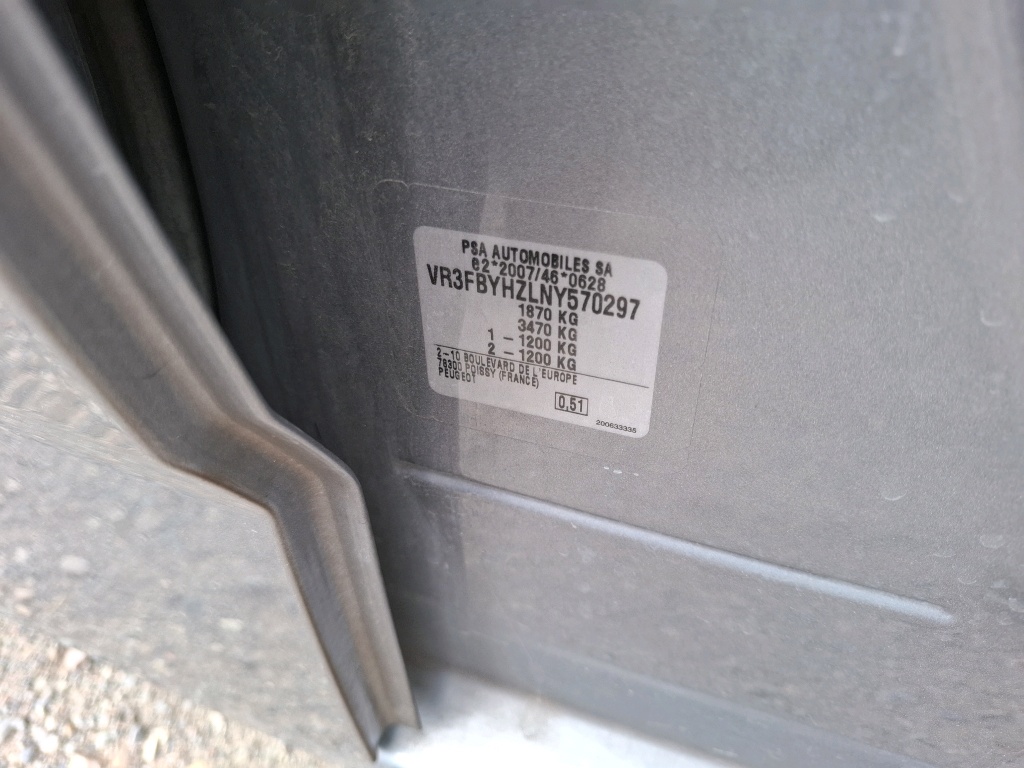 PSA AUTOMOBILES SA
e2*2007/46*0628
VR3FBYHZLNY570297
1870 KG
3470 KG
1 - 1200 KG
2 - 1200 KG
2-10 BOULEVARD DE L'EUROPE
78300 POISSY (FRANCE)
PEUGEOT
0.51
200633335